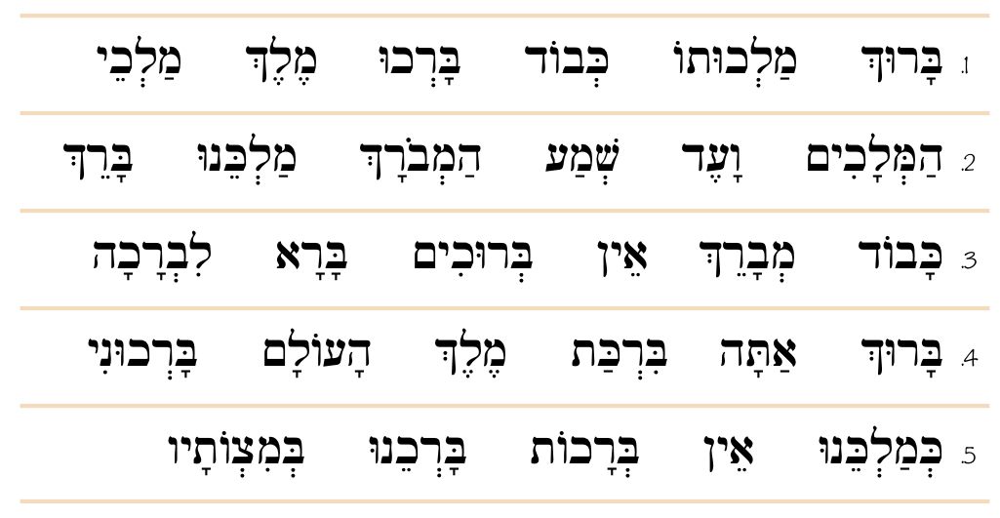 .1 בָּרוּךְ מַלְכוּתוֹ כְּבוֹד בָּרְכוּ מֶלֶךְ מַלְכֵי
.2 הַמְּלָכִים וָעֶד שְׁמַע הַמְבֹרָךְ מַלְכֵּנוּ בָּרֵךְ
.3 כָּבוֹד מְבָרֵךְ אֵין בְּרוּכִים בָּרָא לִבְרָכָה
.4 בָּרוּךְ אַתָּה בִּרְכַּת מֶלֶךְ הָעוֹלָם בָּרְכוּנִי
.5 כְּמַלְכֵּנוּ אֵין בְּרָכוֹת בָּרְכֵנוּ בְּמִצְוֹתָיו